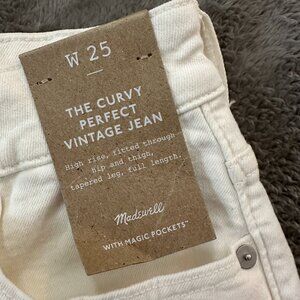 W 25
THE CURVY
PERFECT
VINTAGE JEAN
High rise, fitted through
hip and thigh,
tapered leg, full length.
Madewell
WITH MAGIC POCKETS™